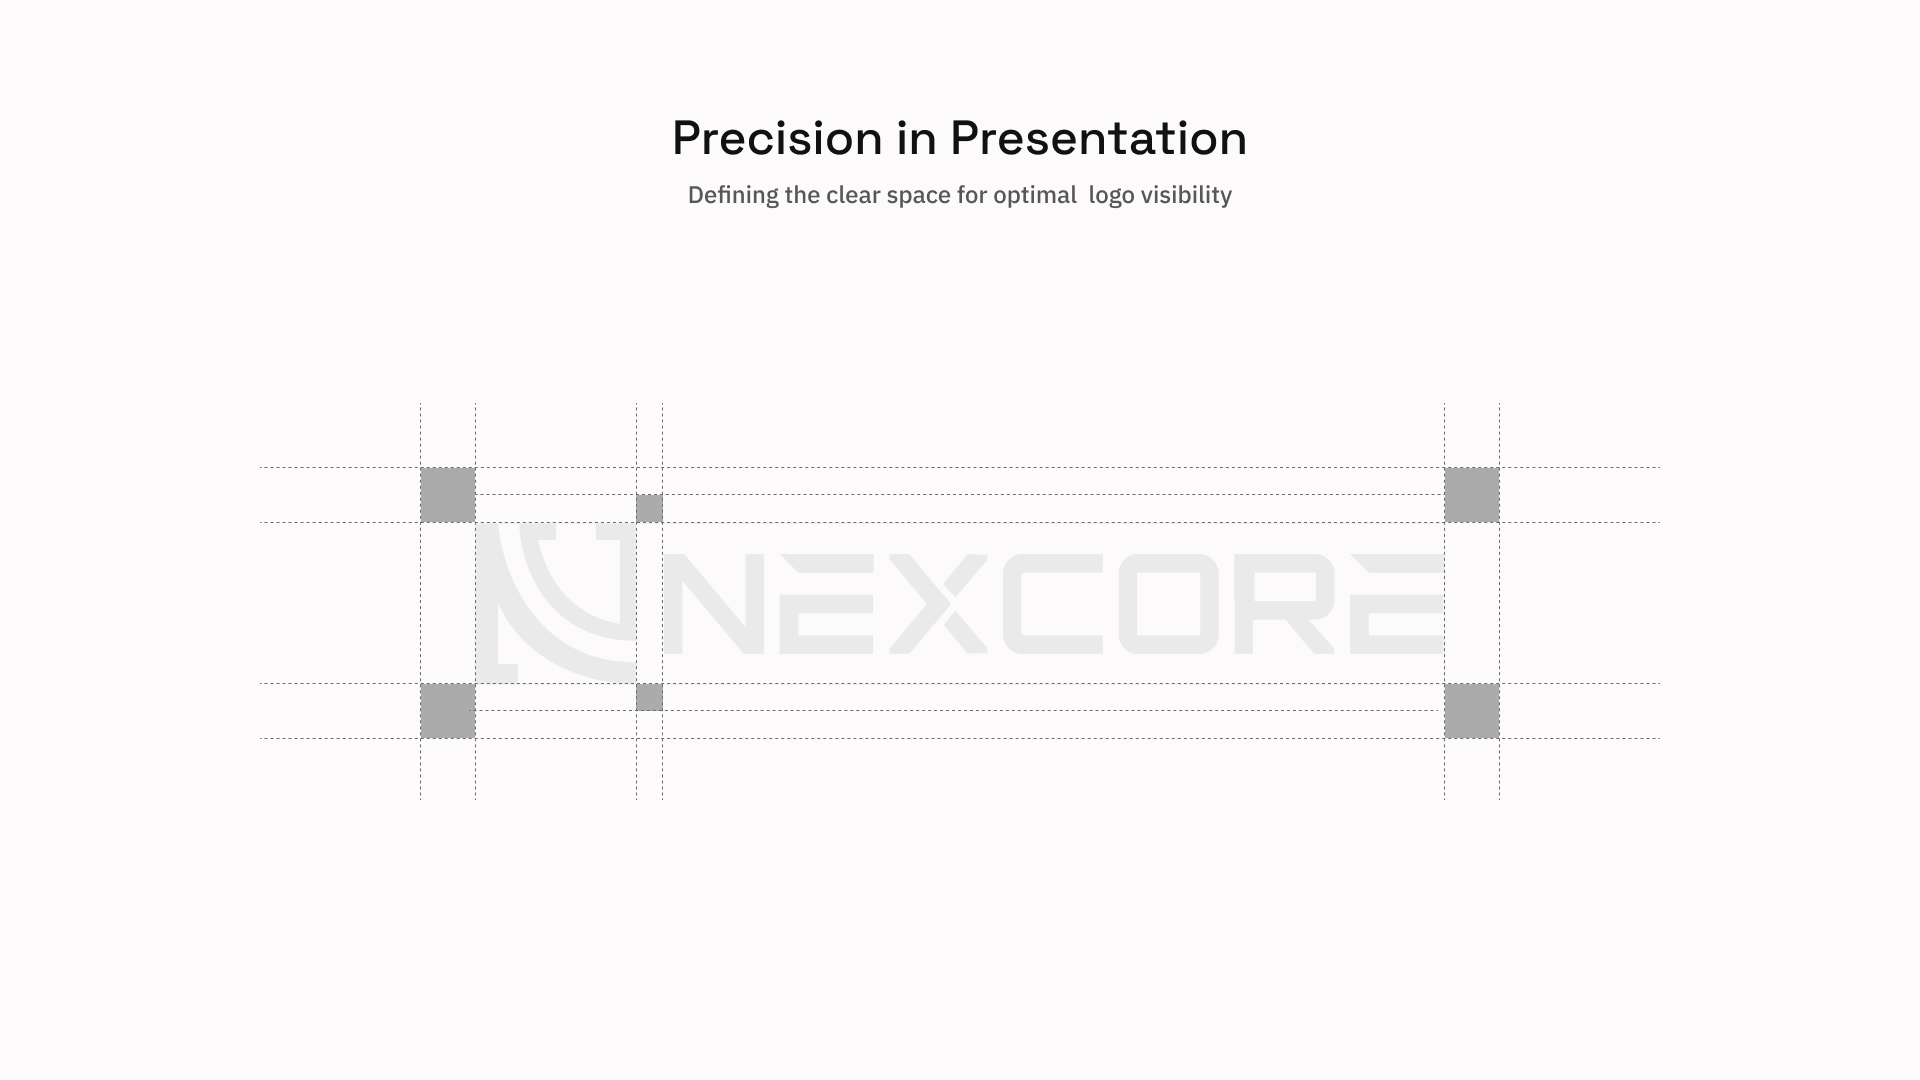 Precision in Presentation
Defining the clear space for optimal  logo visibility
NEXCORE